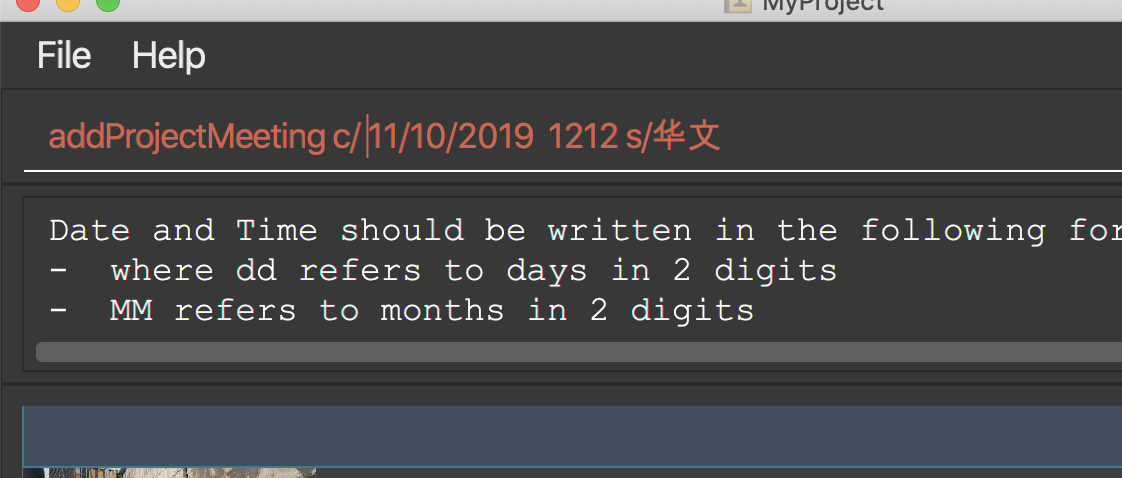 MyProject
File Help
addProjectMeeting c/ 11/10/2019  1212 s/华文
Date and Time should be written in the following
-  where dd refers to days in 2 digits
-  MM refers to months in 2 digits